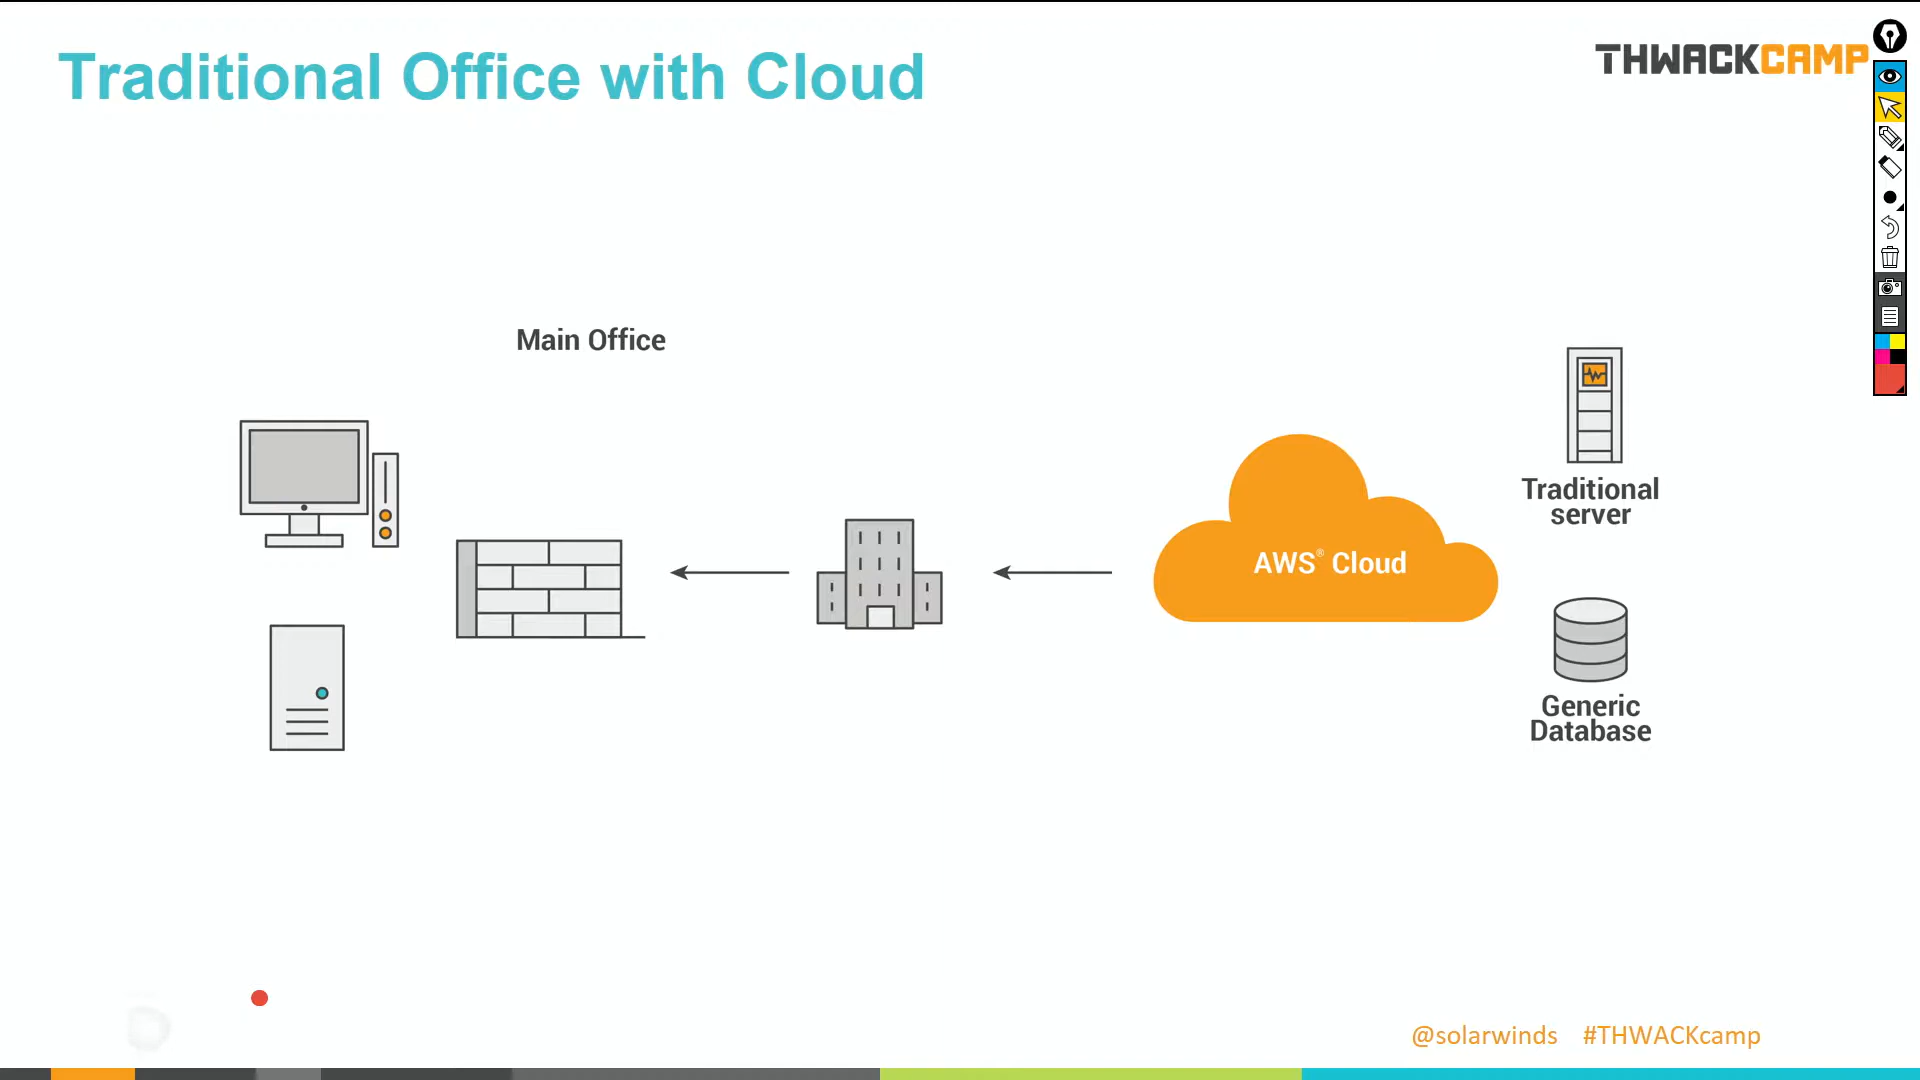 Traditional Office with Cloud
THWACKCAMP
Main Office
Traditional
server
AWS® Cloud
Generic
Database
@solarwinds #THWACKcamp